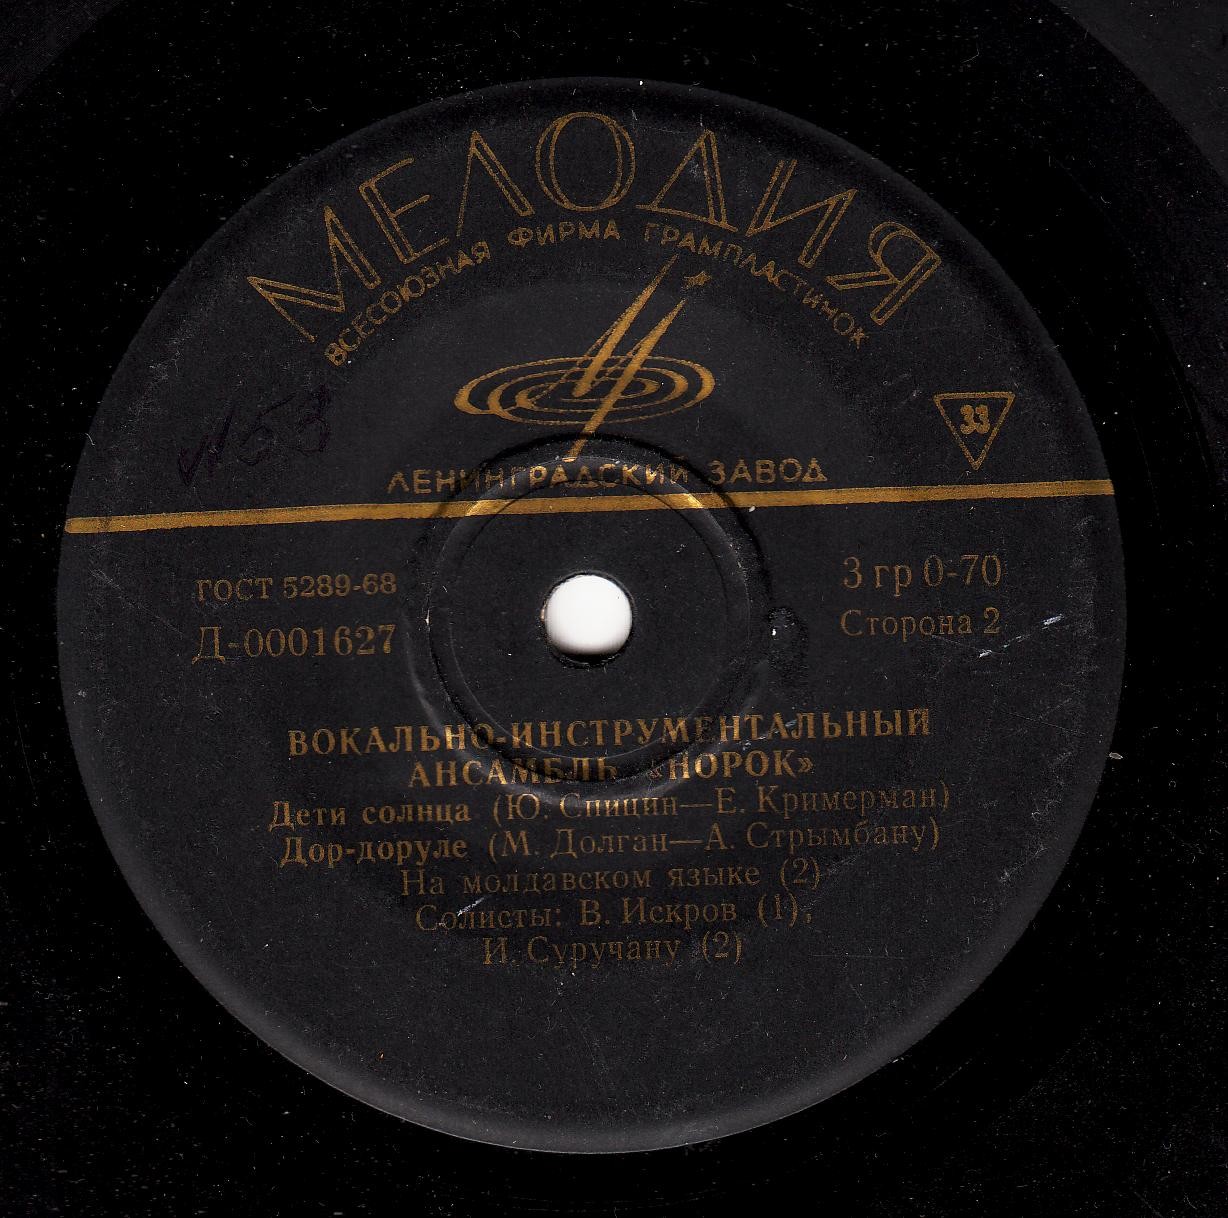 МЕЛОДИЯ
ВСЕСОЮЗНАЯ ФИРМА ГРАМПЛАСТИНОК
33
ЛЕНИНГРАДСКИЙ ЗАВОД
ГОСТ 5289-68
Д-0001627
3 гр 0-70
Сторона 2
ВОКАЛЬНО-ИНСТРУМЕНТАЛЬНЫЙ
АНСАМБЛЬ «НОРОК»
Дети солнца (Ю. Спицин—Е. Кримерман)
Дор-доруле (М. Долган—А. Стрымбану)
На молдавском языке (2)
Солисты: В. Искров (1),
И. Суручану (2)